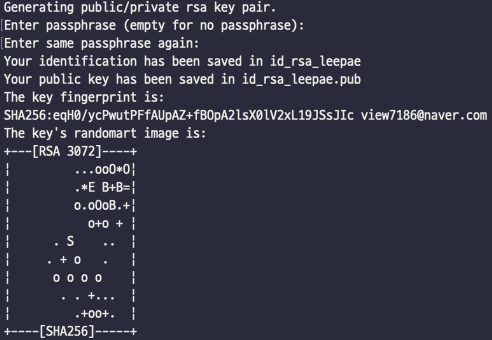 Generating public/private rsa key pair.
Enter passphrase (empty for no passphrase):
Enter same passphrase again:
Your identification has been saved in id_rsa_leepae
Your public key has been saved in id_rsa_leepae.pub
The key fingerprint is:
SHA256:eqH0/ycPwutPFfAUpAZ+fBOpA2lsX0lV2xL19JSsJIc view7186@naver.com
The key's randomart image is:
+---[RSA 3072]----+
|         ...ooO*O|
|         .*E B+B=|
|         o.oOoB.+|
|           o+o + |
|      . S    ..  |
|     . + o   .   |
|      o o o o    |
|       . . +...  |
|         .+oo+.  |
+----[SHA256]-----+